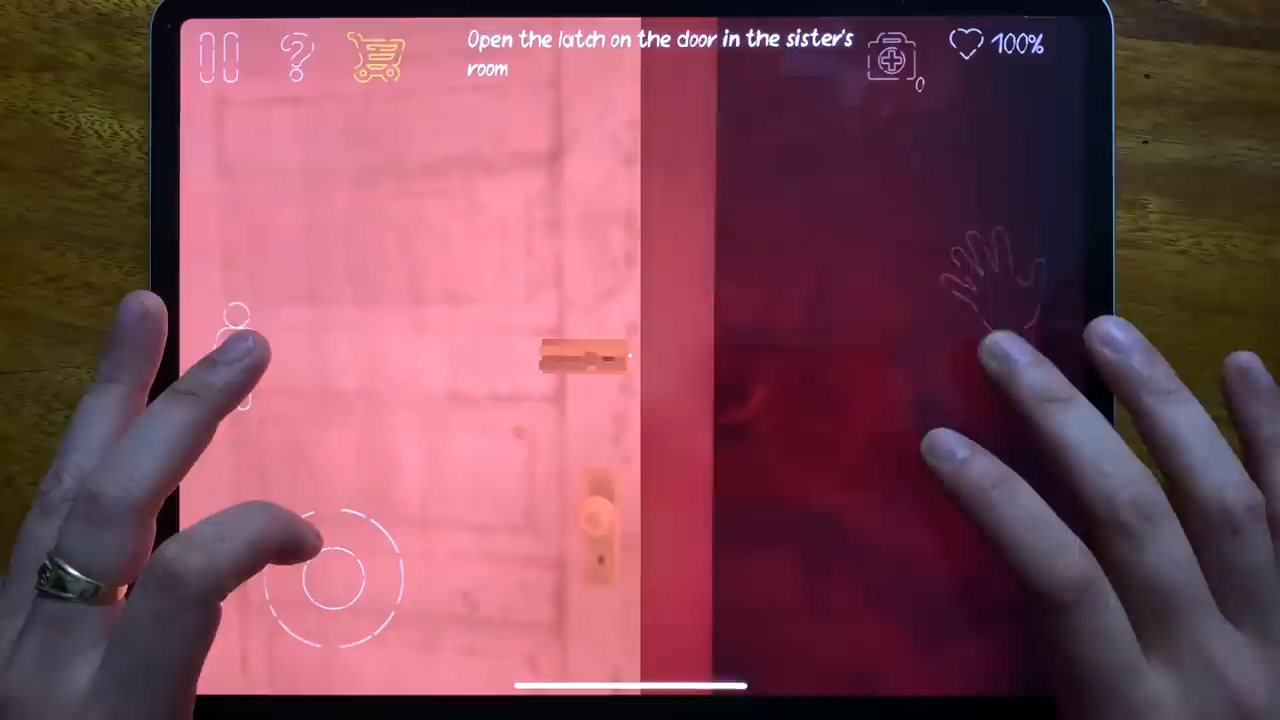 Open the latch on the door in the sister's
room
100%
0